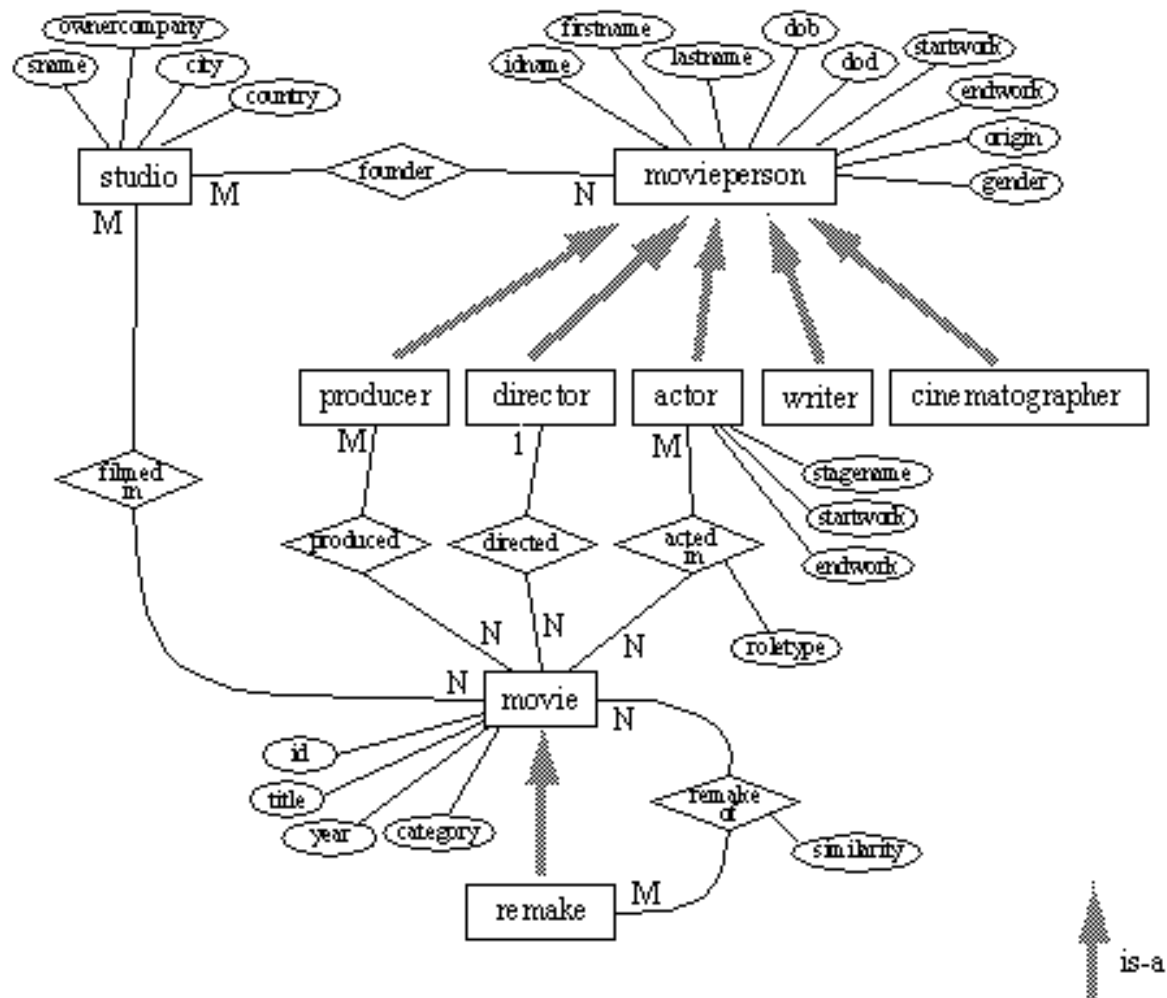 ownercompany
sname
city
country
firstname
dob
idname
lastname
dod
startwork
endwork
origin
gender
studio
founder
movieperson
M
N
M
producer
director
actor
writer
cinematographer
M
1
M
stagename
startwork
endwork
filmed
in
produced
directed
acted
in
roletype
N
N
N
N
movie
N
id
title
year
category
remake
of
similarity
remake
M
is-a